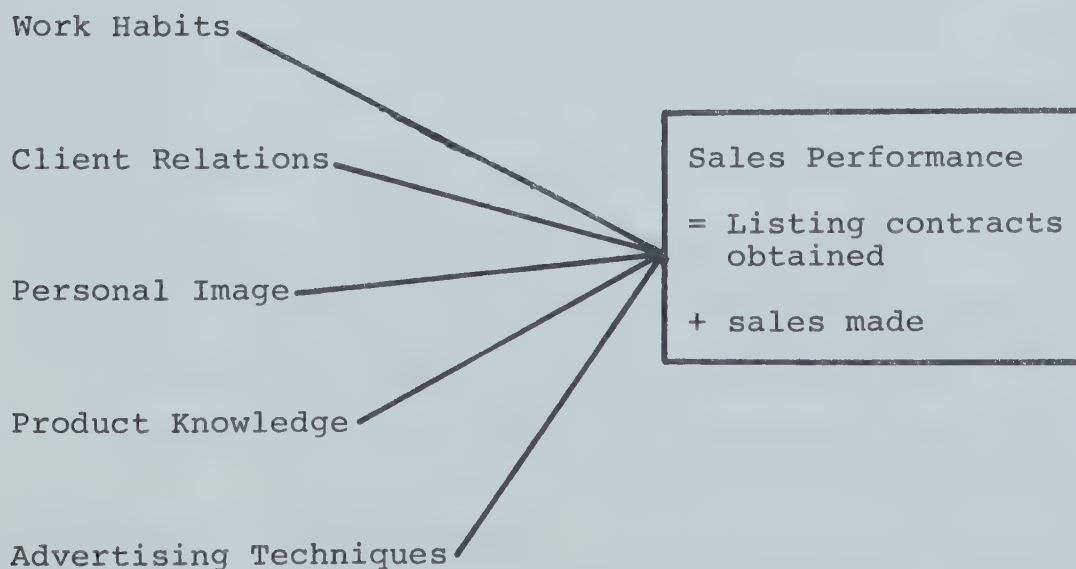 Work Habits
Client Relations
Personal Image
Product Knowledge
Advertising Techniques
Sales Performance
= Listing contracts
obtained
+ sales made